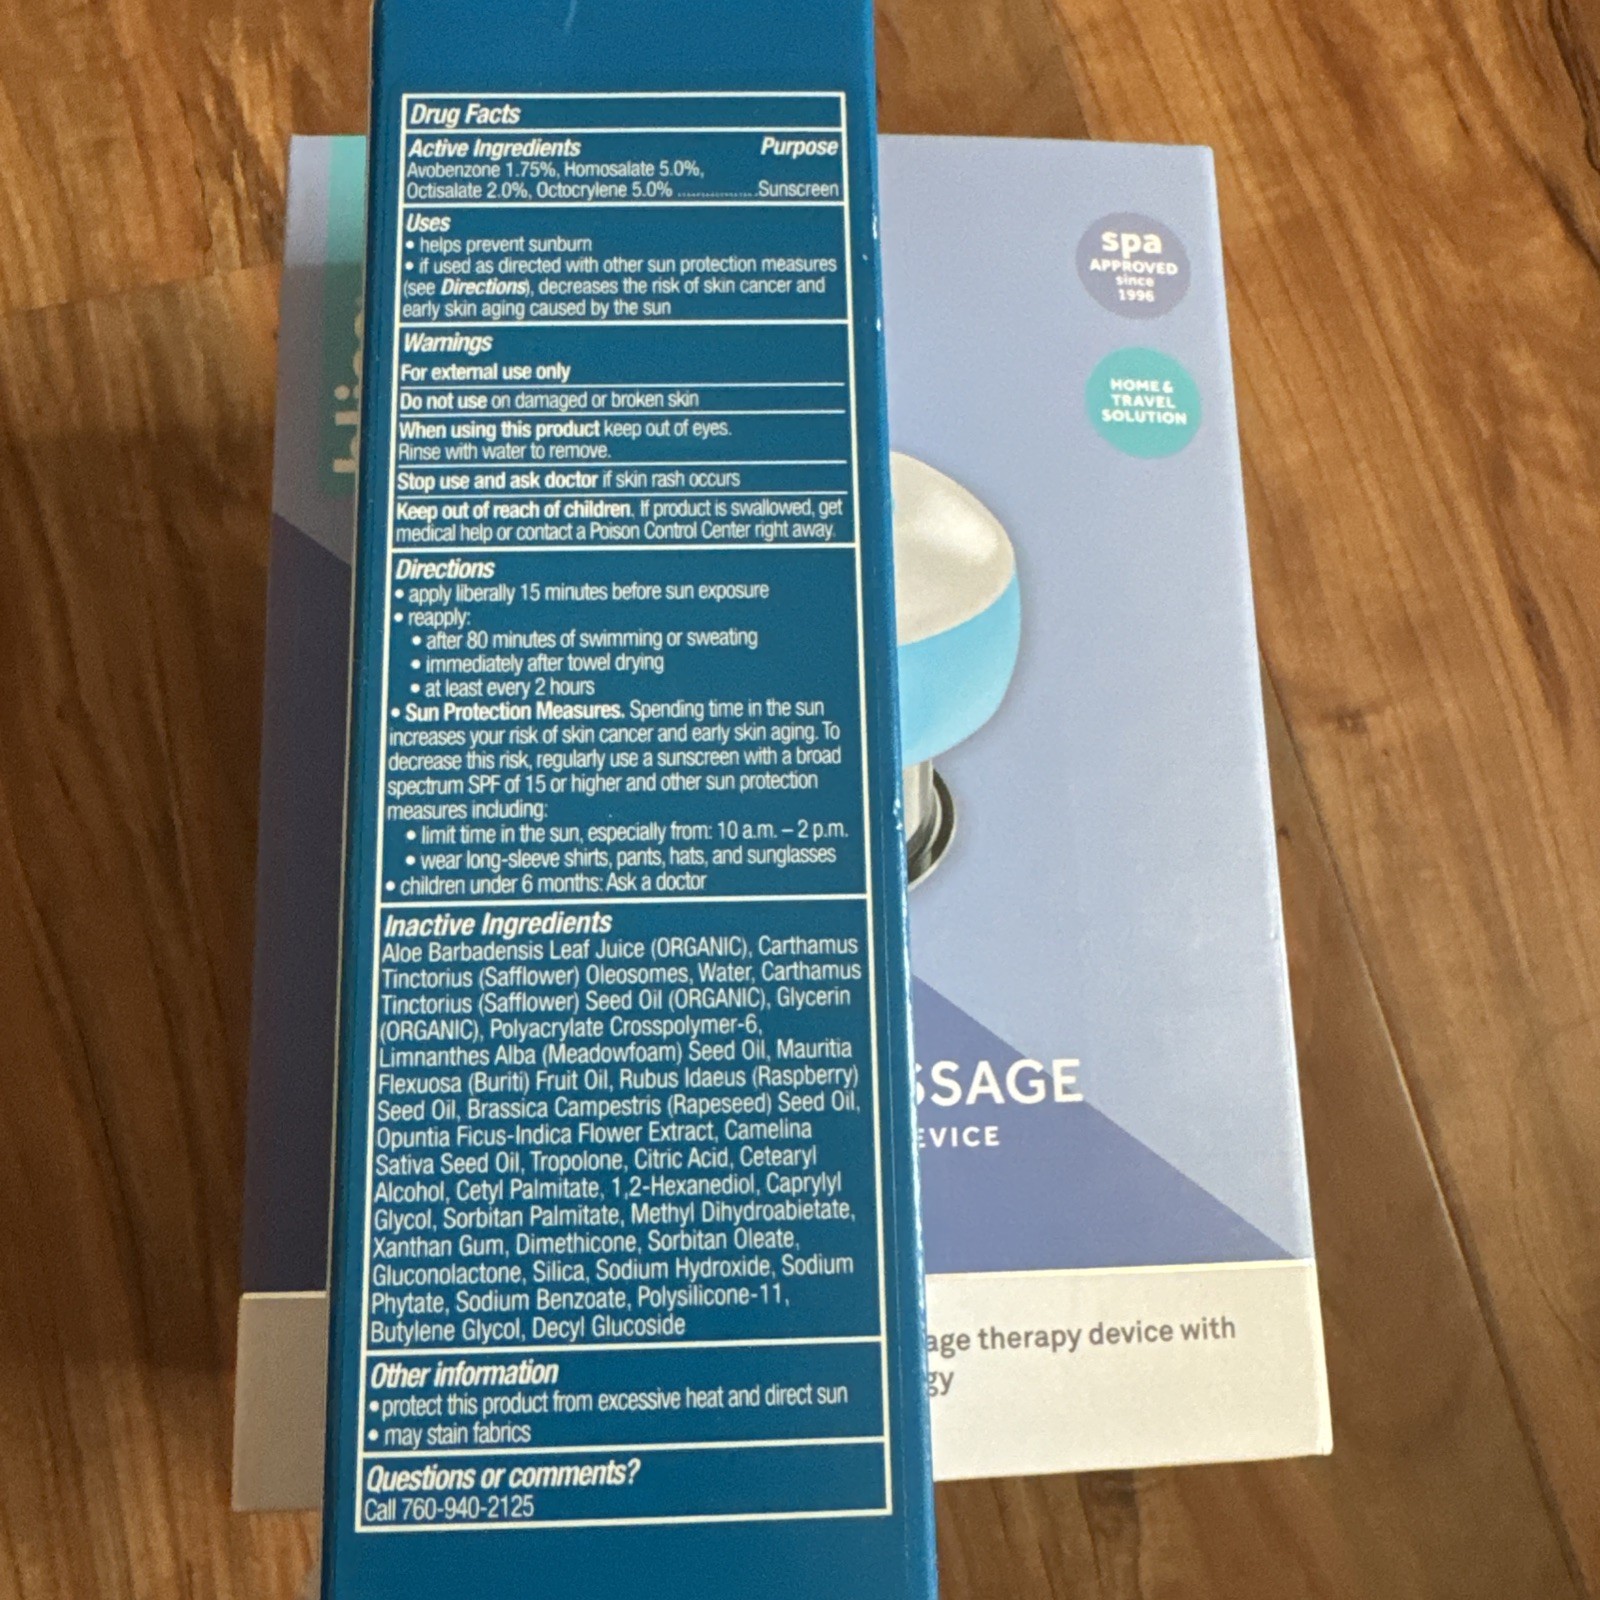 Drug Facts
Active Ingredients Purpose
Avobenzone 1.75%, Homosalate 5.0%,
Octisalate 2.0%, Octocrylene 5.0% ................Sunscreen
Uses
• helps prevent sunburn
• if used as directed with other sun protection measures
(see Directions), decreases the risk of skin cancer and
early skin aging caused by the sun
Warnings
For external use only
Do not use on damaged or broken skin
When using this product keep out of eyes.
Rinse with water to remove.
Stop use and ask doctor if skin rash occurs
Keep out of reach of children. If product is swallowed, get
medical help or contact a Poison Control Center right away.
Directions
• apply liberally 15 minutes before sun exposure
• reapply:
• after 80 minutes of swimming or sweating
• immediately after towel drying
• at least every 2 hours
• Sun Protection Measures. Spending time in the sun
increases your risk of skin cancer and early skin aging. To
decrease this risk, regularly use a sunscreen with a broad
spectrum SPF of 15 or higher and other sun protection
measures including:
• limit time in the sun, especially from: 10 a.m. – 2 p.m.
• wear long-sleeve shirts, pants, hats, and sunglasses
• children under 6 months: Ask a doctor
Inactive Ingredients
Aloe Barbadensis Leaf Juice (ORGANIC), Carthamus
Tinctorius (Safflower) Oleosomes, Water, Carthamus
Tinctorius (Safflower) Seed Oil (ORGANIC), Glycerin
(ORGANIC), Polyacrylate Crosspolymer-6,
Limnanthes Alba (Meadowfoam) Seed Oil, Mauritia
Flexuosa (Buriti) Fruit Oil, Rubus Idaeus (Raspberry)
Seed Oil, Brassica Campestris (Rapeseed) Seed Oil,
Opuntia Ficus-Indica Flower Extract, Camelina
Sativa Seed Oil, Tropolone, Citric Acid, Cetearyl
Alcohol, Cetyl Palmitate, 1,2-Hexanediol, Caprylyl
Glycol, Sorbitan Palmitate, Methyl Dihydroabietate,
Xanthan Gum, Dimethicone, Sorbitan Oleate,
Gluconolactone, Silica, Sodium Hydroxide, Sodium
Phytate, Sodium Benzoate, Polysilicone-11,
Butylene Glycol, Decyl Glucoside
Other information
• protect this product from excessive heat and direct sun
• may stain fabrics
Questions or comments?
Call 760-940-2125
spa
APPROVED
since
1996
HOME &
TRAVEL
SOLUTION
SSAGE
EVICE
age therapy device with
gy